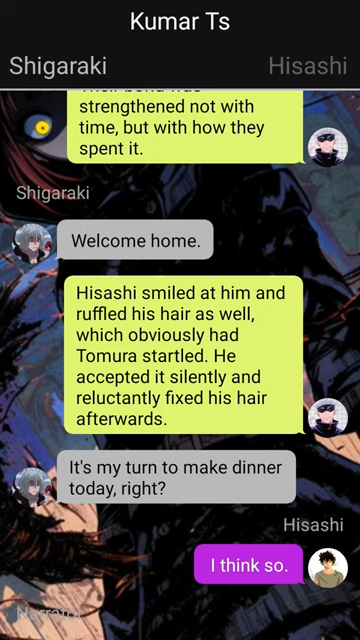 Kumar Ts
Shigaraki
Hisashi
strengthened not with
time, but with how they
spent it.
Shigaraki
Welcome home.
Hisashi smiled at him and
ruffled his hair as well,
which obviously had
Tomura startled. He
accepted it silently and
reluctantly fixed his hair
afterwards.
It's my turn to make dinner
today, right?
Hisashi
I think so.